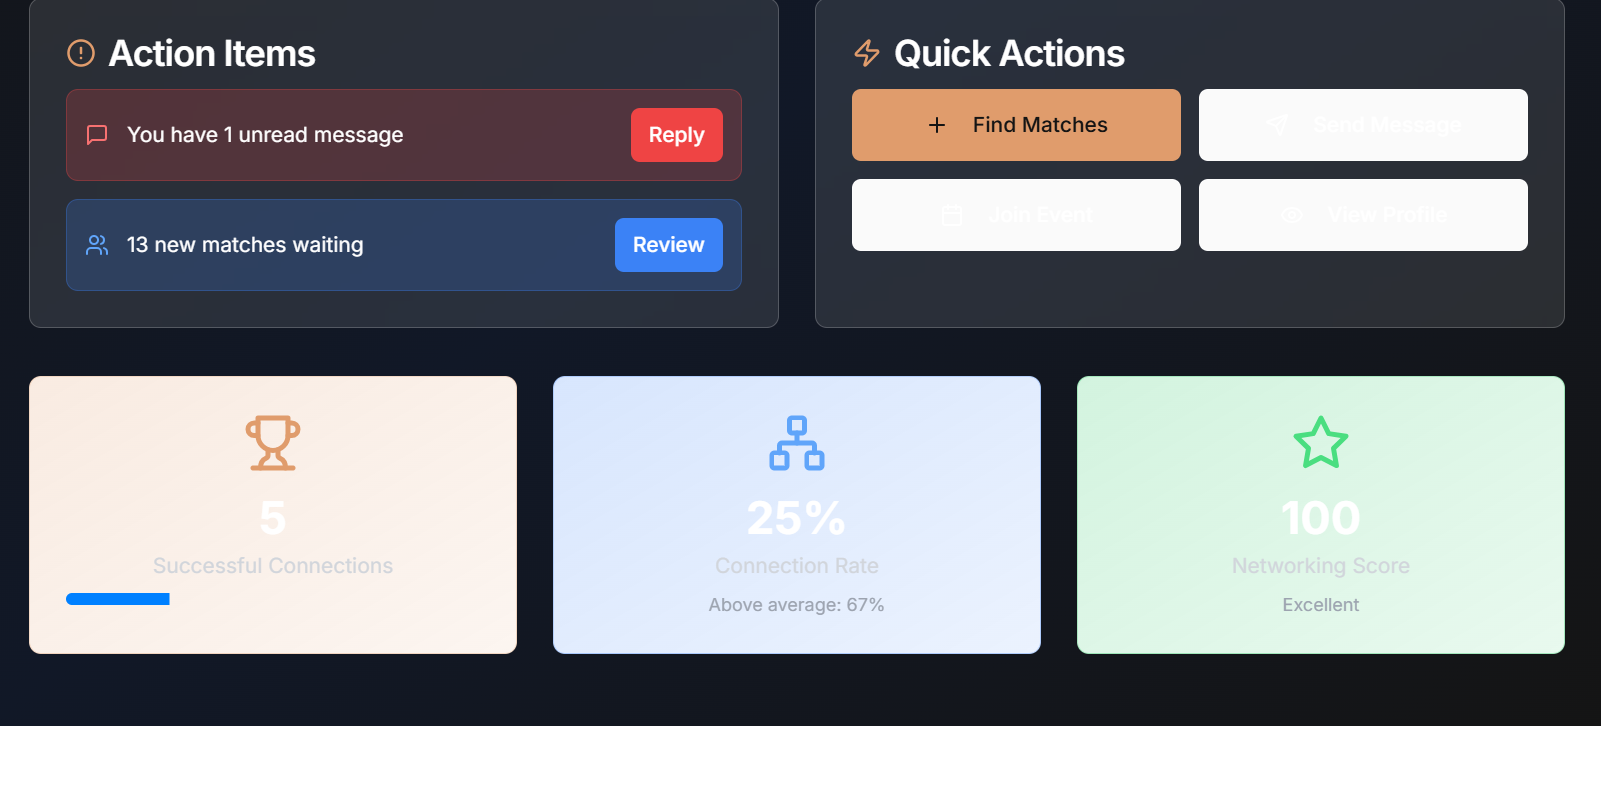 Action Items
You have 1 unread message
Reply
13 new matches waiting
Review
Quick Actions
Find Matches
Send Message
Join Event
View Profile
5
Successful Connections
25%
Connection Rate
Above average: 67%
100
Networking Score
Excellent